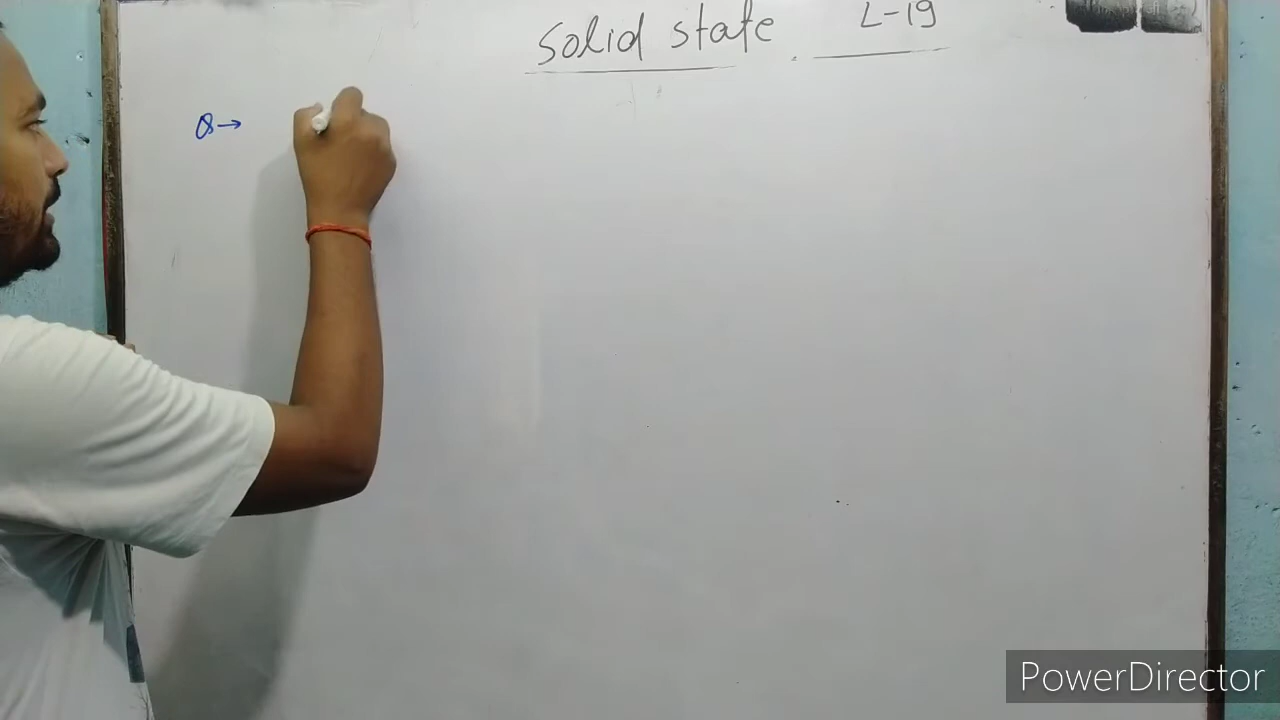 Solid state . L-19
Q→
PowerDirector